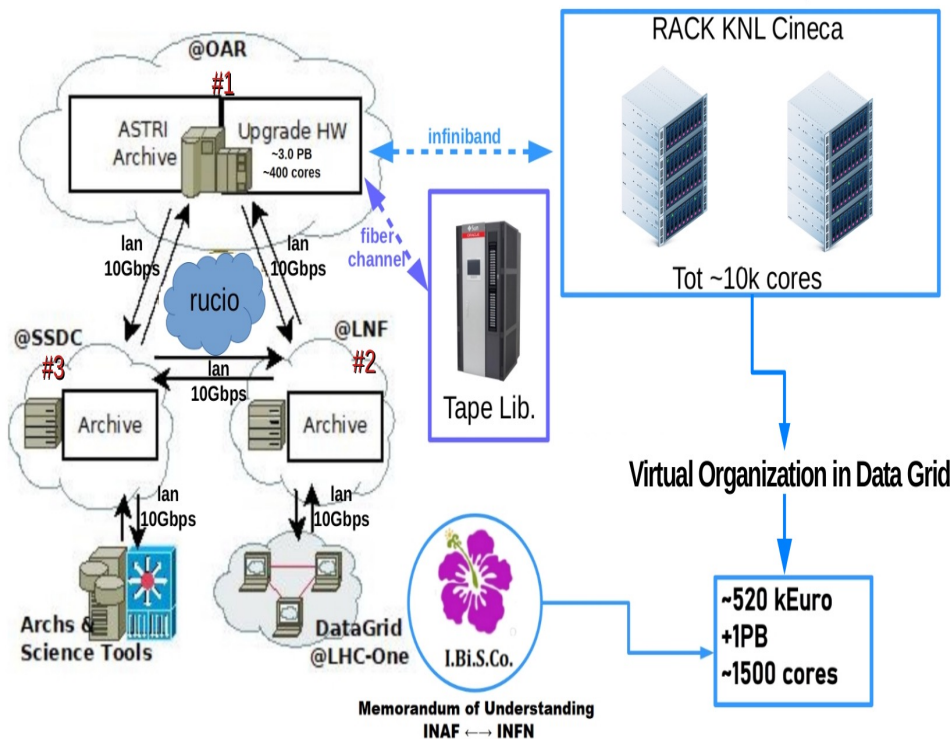 @OAR
#1
ASTRI
Archive
Upgrade HW
~3.0 PB
~400 cores
infiniband
RACK KNL Cineca
Tot ~10k cores
fiber
channel
Tape Lib.
lan
10Gbps
lan
10Gbps
rucio
@SSDC
#3
@LNF
#2
lan
10Gbps
Archive
Archive
lan
10Gbps
lan
10Gbps
Archs &
Science Tools
DataGrid
@LHC-One
I.Bi.S.Co.
Memorandum of Understanding
INAF ←→ INFN
Virtual Organization in Data Grid
~520 kEuro
+1PB
~1500 cores